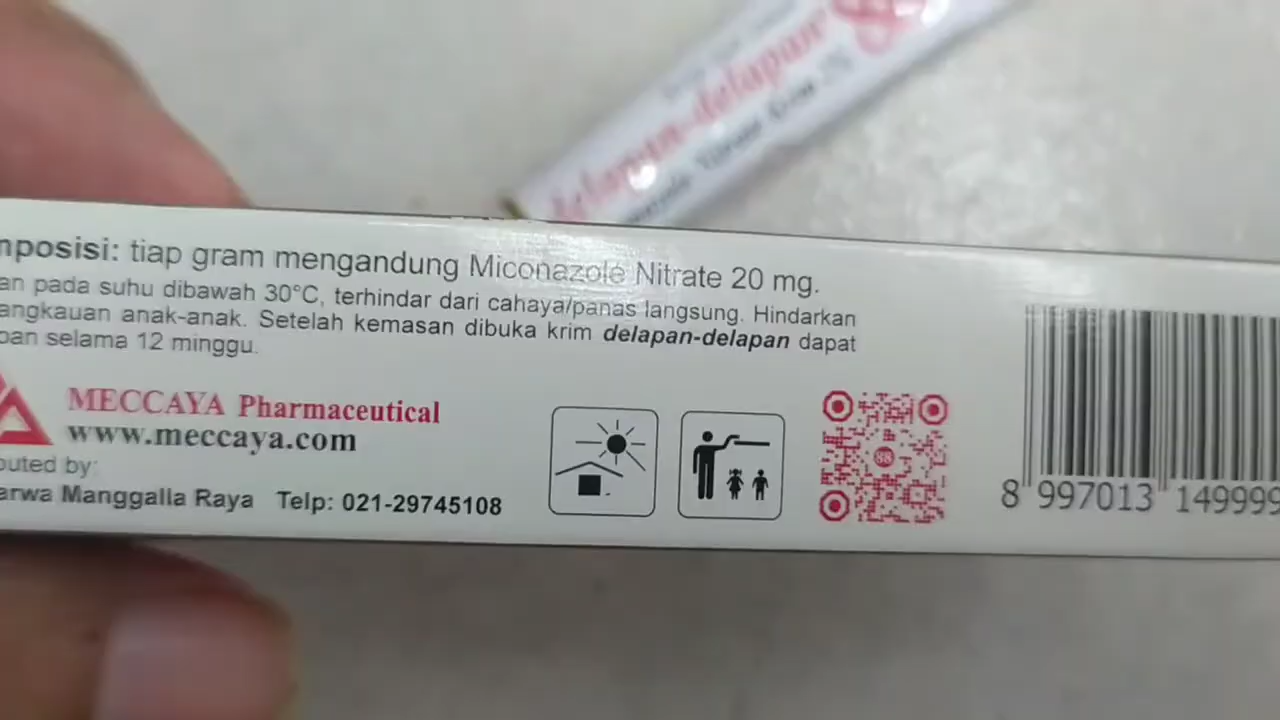 delapan-delapan
mposisi: tiap gram mengandung Miconazole Nitrate 20 mg.
an pada suhu dibawah 30°C, terhindar dari cahaya/panas langsung. Hindarkan
angkauan anak-anak. Setelah kemasan dibuka krim delapan-delapan dapat
pan selama 12 minggu.
MECCAYA Pharmaceutical
www.meccaya.com
buted by:
arwa Manggalla Raya Telp: 021-29745108
88
8 997013 149999